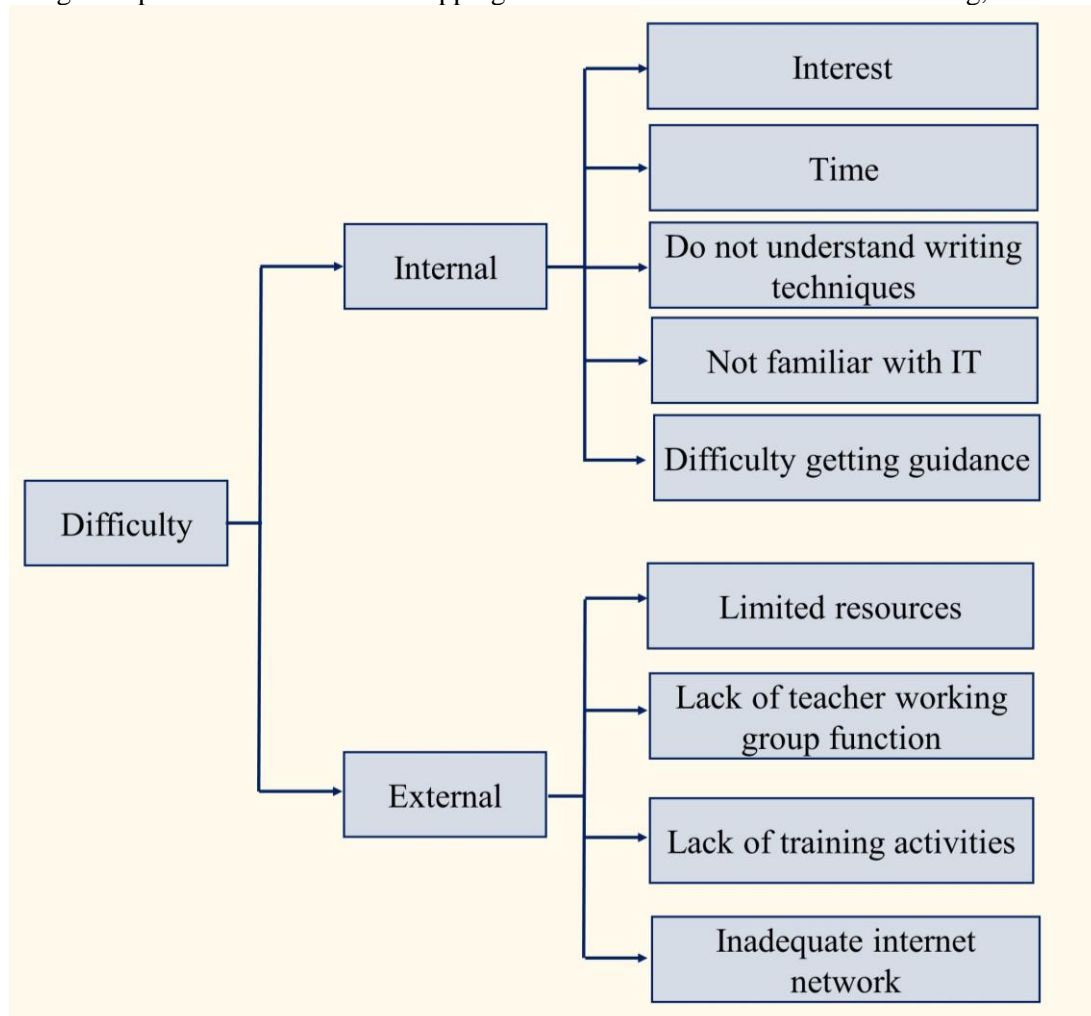 Interest
Time
Do not understand writing
techniques
Internal
Not familiar with IT
Difficulty getting guidance
Difficulty
Limited resources
Lack of teacher working
group function
External
Lack of training activities
Inadequate internet
network